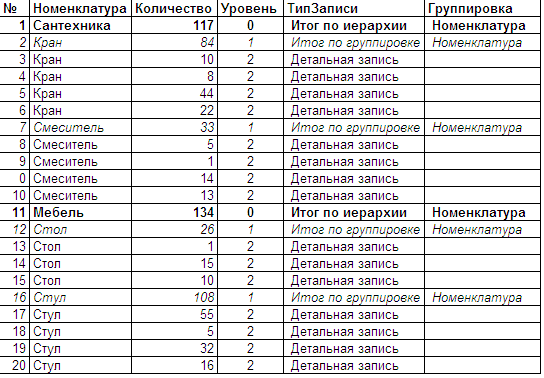 № Номенклатура Количество Уровень ТипЗаписи Группировка
1 Сантехника 117 0 Итог по иерархии Номенклатура
2 Кран 84 1 Итог по группировке Номенклатура
3 Кран 10 2 Детальная запись
4 Кран 8 2 Детальная запись
5 Кран 44 2 Детальная запись
6 Кран 22 2 Детальная запись
7 Смеситель 33 1 Итог по группировке Номенклатура
8 Смеситель 5 2 Детальная запись
9 Смеситель 1 2 Детальная запись
0 Смеситель 14 2 Детальная запись
10 Смеситель 13 2 Детальная запись
11 Мебель 134 0 Итог по иерархии Номенклатура
12 Стол 26 1 Итог по группировке Номенклатура
13 Стол 1 2 Детальная запись
14 Стол 15 2 Детальная запись
15 Стол 10 2 Детальная запись
16 Стул 108 1 Итог по группировке Номенклатура
17 Стул 55 2 Детальная запись
18 Стул 5 2 Детальная запись
19 Стул 32 2 Детальная запись
20 Стул 16 2 Детальная запись